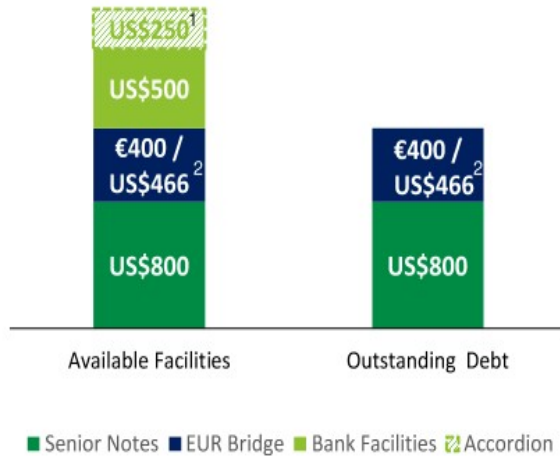 US$250¹
US$500
€400 /
US$466²
US$800
€400 /
US$466²
US$800
Available Facilities
Outstanding Debt
Senior Notes EUR Bridge Bank Facilities Accordion